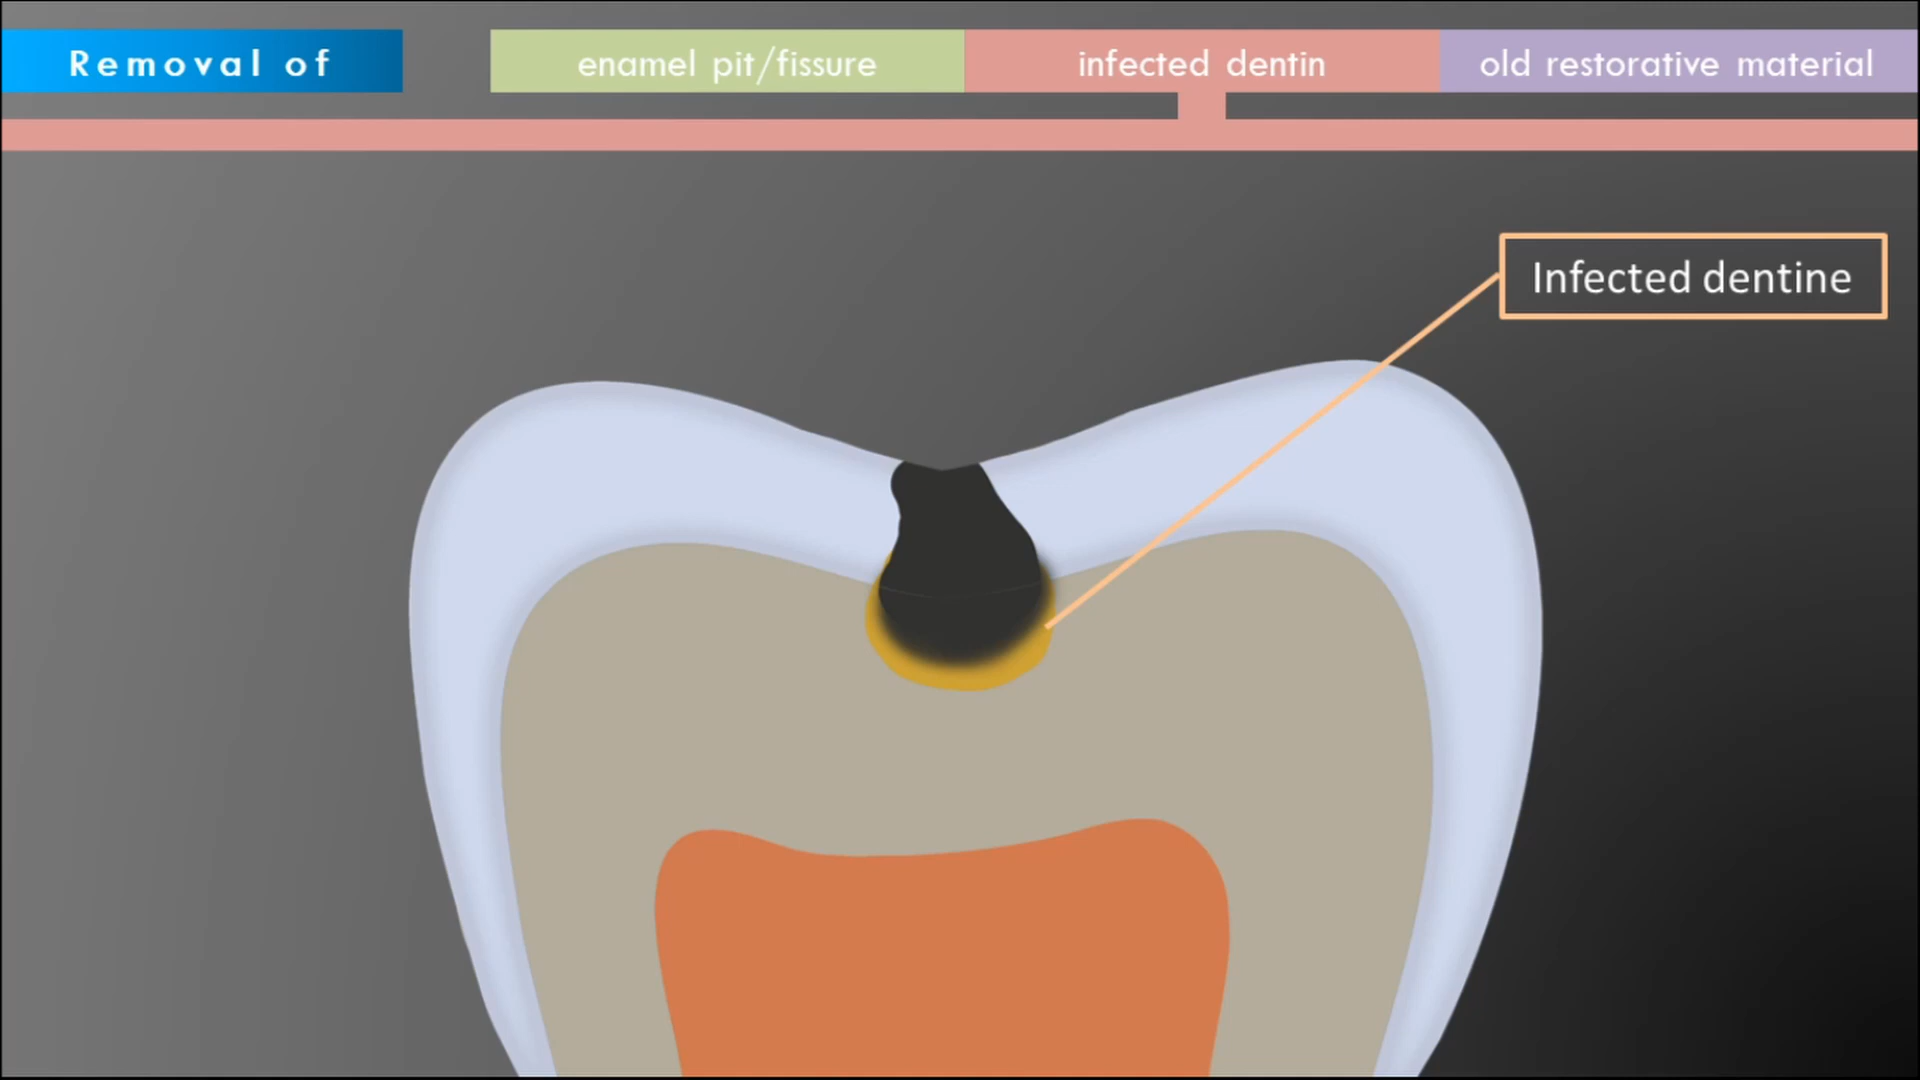 Removal of
enamel pit/fissure
infected dentin
old restorative material
Infected dentine